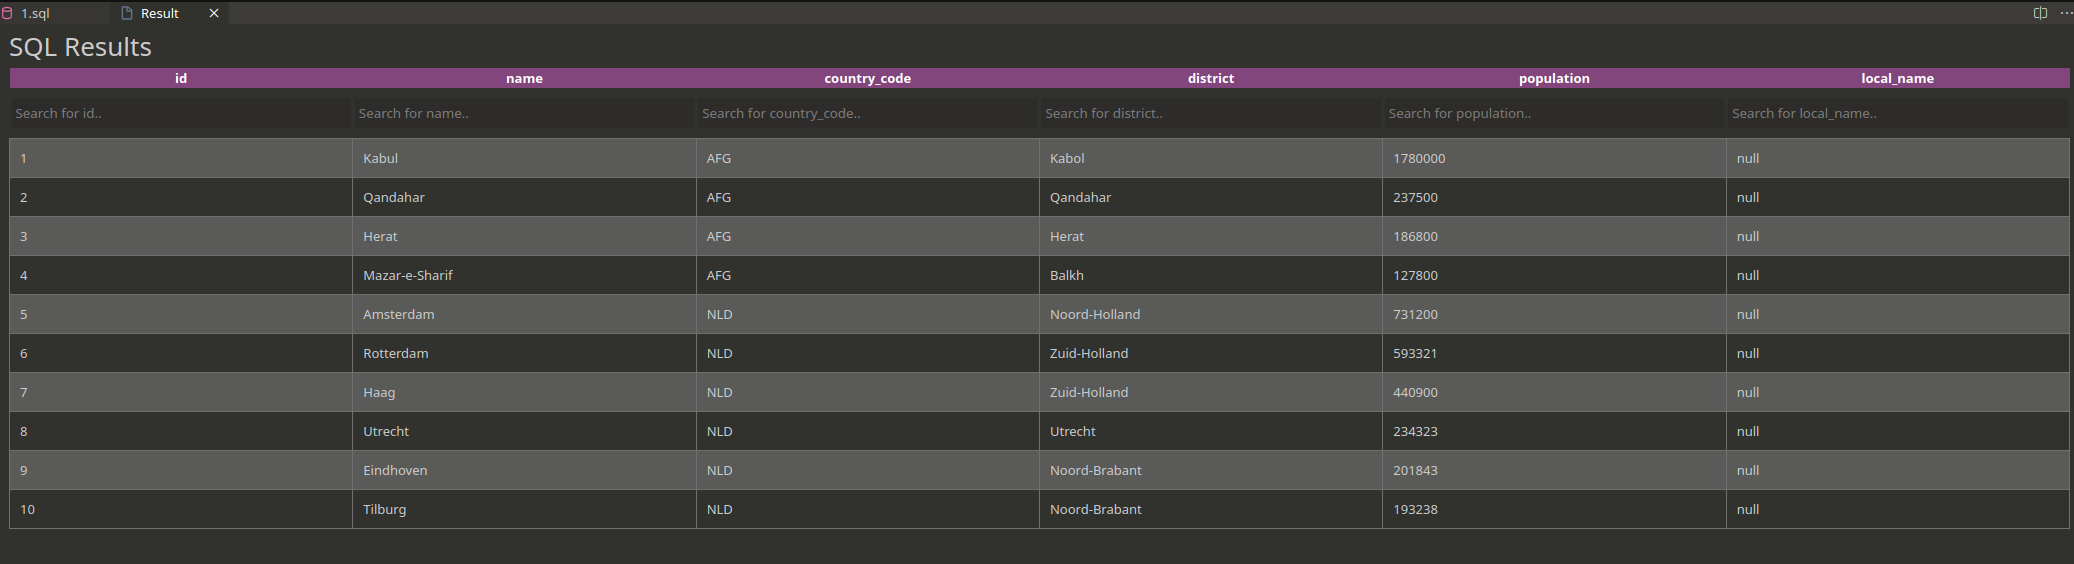 1.sql Result
SQL Results
id name country_code district population local_name
Search for id.. Search for name.. Search for country_code.. Search for district.. Search for population.. Search for local_name..
1 Kabul AFG Kabol 1780000 null
2 Qandahar AFG Qandahar 237500 null
3 Herat AFG Herat 186800 null
4 Mazar-e-Sharif AFG Balkh 127800 null
5 Amsterdam NLD Noord-Holland 731200 null
6 Rotterdam NLD Zuid-Holland 593321 null
7 Haag NLD Zuid-Holland 440900 null
8 Utrecht NLD Utrecht 234323 null
9 Eindhoven NLD Noord-Brabant 201843 null
10 Tilburg NLD Noord-Brabant 193238 null